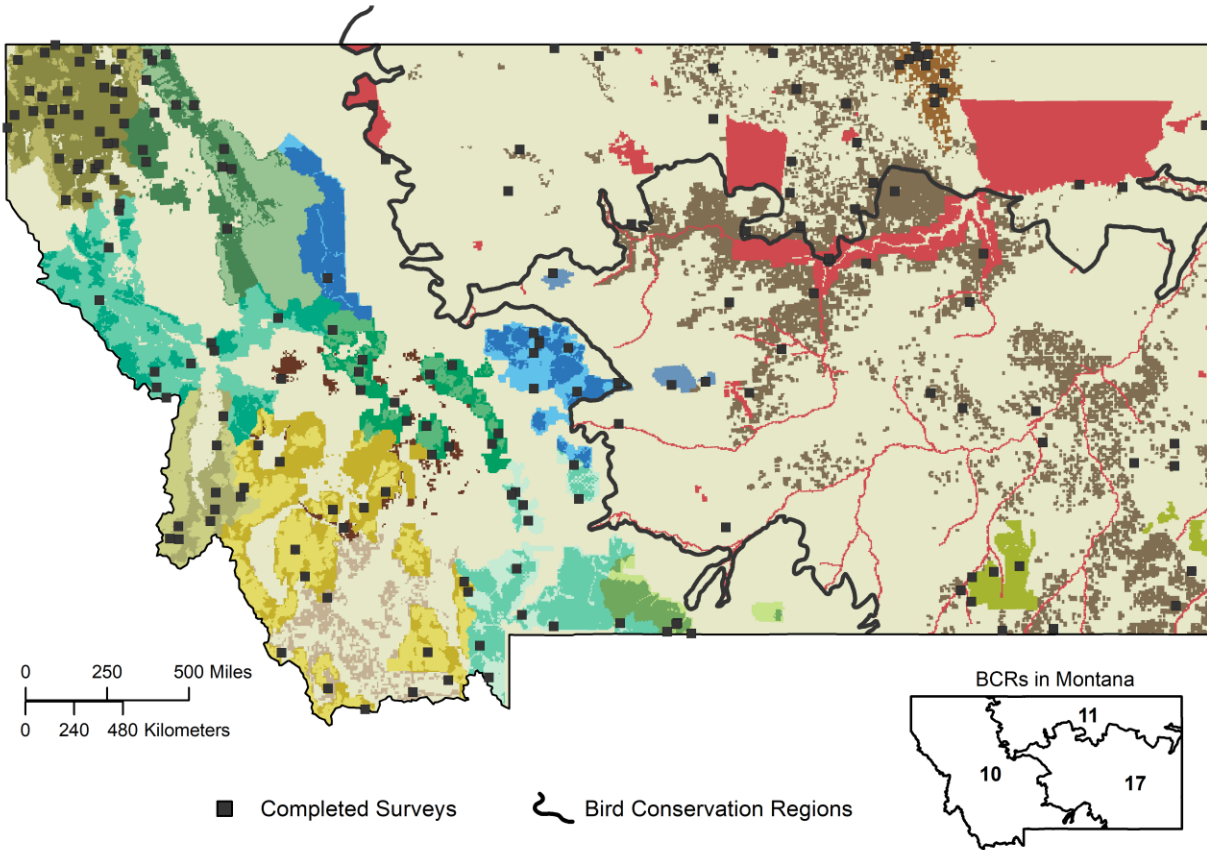 0 250 500 Miles
0 240 480 Kilometers
BCRs in Montana
11
10
17
Completed Surveys
Bird Conservation Regions